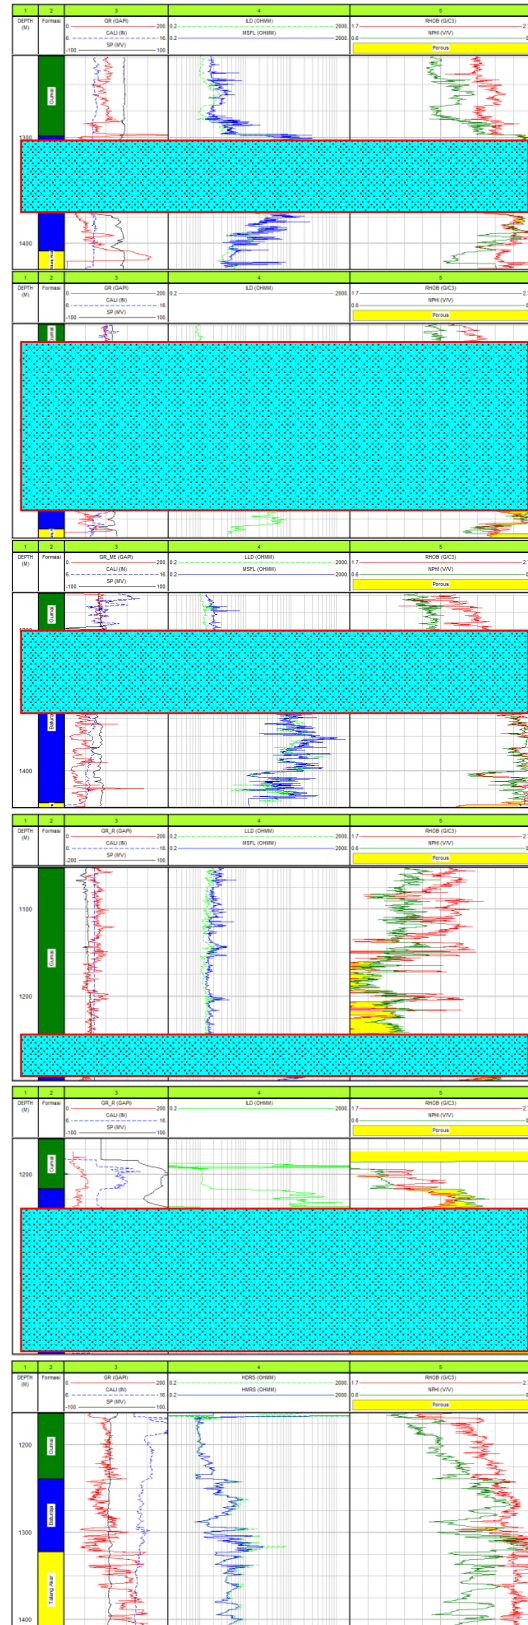 1 2 3 4 5
DEPTH (M) Formasi GR (GAPI) ILD (OHMM) RHOB (G/C3)
0. 200. 0.2 2000. 1.7
CALI (IN) MSFL (OHMM) NPHI (V/V)
6. 16. 0.2 2000. 0.6
SP (MV) Porous
-100. 100.
Gumai
1300
1400
1 2 3 4 5
DEPTH (M) Formasi GR (GAPI) ILD (OHMM) RHOB (G/C3)
0. 200. 0.2 2000. 1.7
CALI (IN) NPHI (V/V)
6. 16. 0.6
SP (MV) Porous
-100. 100.
Gumai
1 2 3 4 5
DEPTH (M) Formasi GR_ME (GAPI) LLD (OHMM) RHOB (G/C3)
0. 200. 0.2 2000. 1.7
CALI (IN) MSFL (OHMM) NPHI (V/V)
6. 16. 0.2 2000. 0.6
SP (MV) Porous
-100. 100.
Gumai
Baturaja
1400
1 2 3 4 5
DEPTH (M) Formasi GR_R (GAPI) LLD (OHMM) RHOB (G/C3)
0. 200. 0.2 2000. 1.7
CALI (IN) MSFL (OHMM) NPHI (V/V)
6. 16. 0.2 2000. 0.6
SP (MV) Porous
-200. 100.
1100
Gumai
1200
1 2 3 4 5
DEPTH (M) Formasi GR_R (GAPI) ILD (OHMM) RHOB (G/C3)
0. 200. 0.2 2000. 1.7
CALI (IN) NPHI (V/V)
6. 16. 0.6
SP (MV) Porous
-100. 100.
Gumai
1200
1 2 3 4 5
DEPTH (M) Formasi GR (GAPI) HDRS (OHMM) RHOB (G/C3)
0. 200. 0.2 2000. 1.7
CALI (IN) HMRS (OHMM) NPHI (V/V)
6. 16. 0.2 2000. 0.6
SP (MV) Porous
-100. 100.
1200
Gumai
Baturaja
1300
Talang Akar
1400